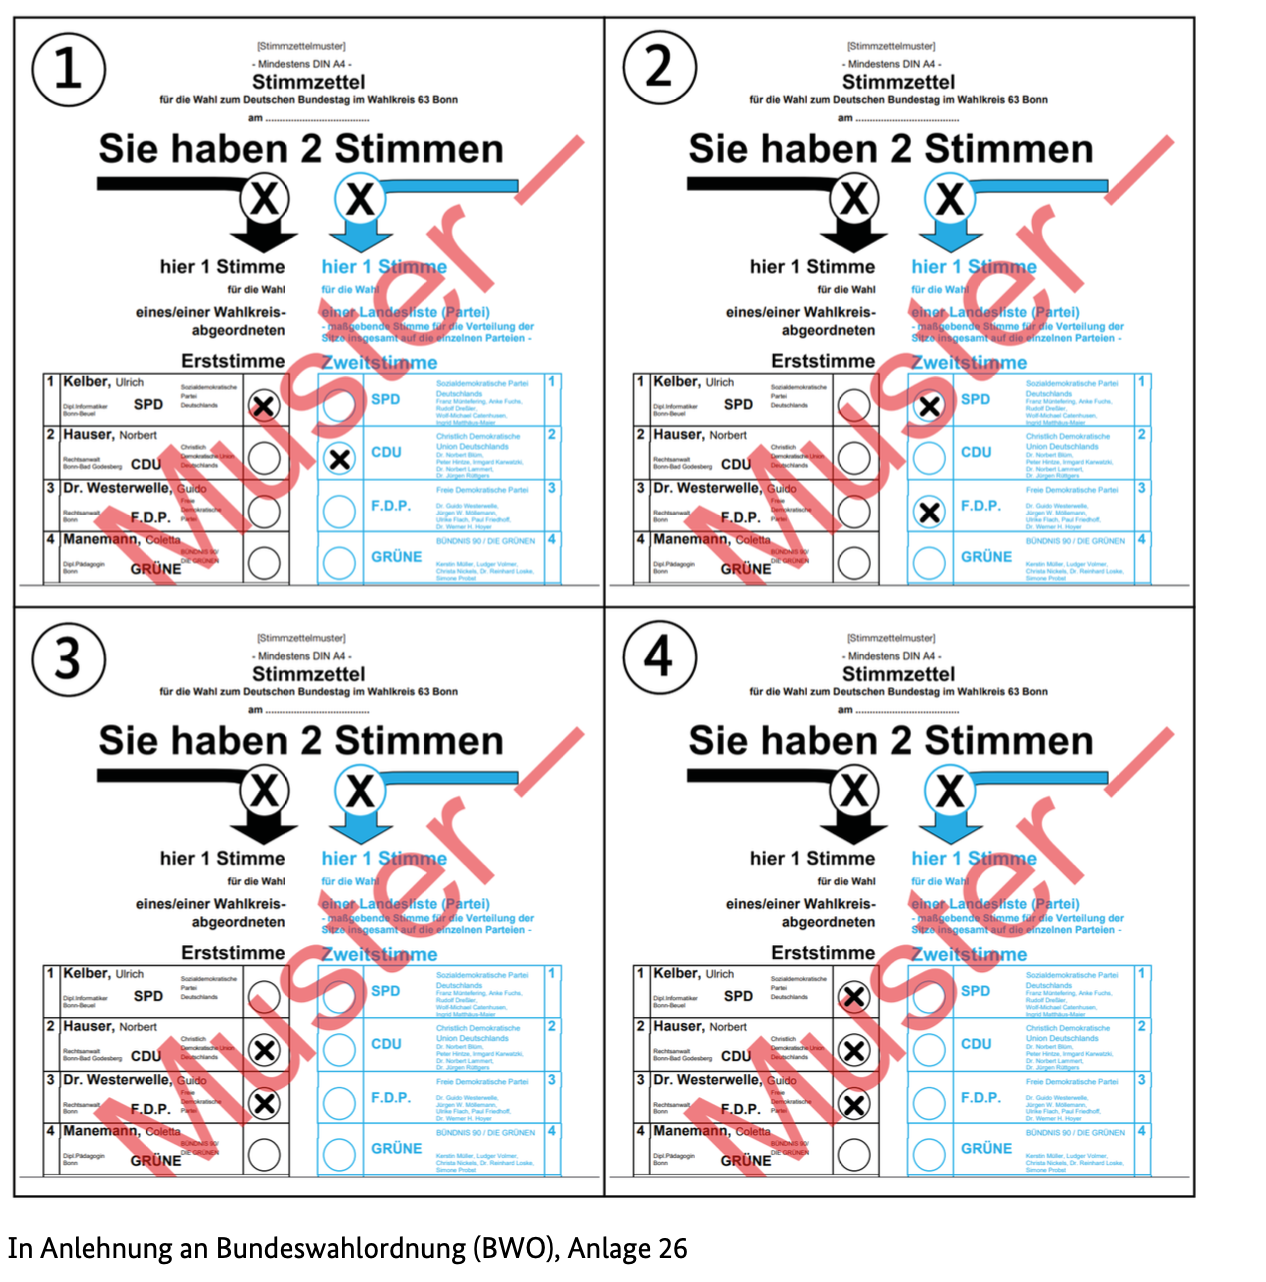 1
[Stimmzettelmuster]
- Mindestens DIN A4 -
Stimmzettel
für die Wahl zum Deutschen Bundestag im Wahlkreis 63 Bonn
am ....................................
Sie haben 2 Stimmen
X X
hier 1 Stimme
für die Wahl
eines/einer Wahlkreis-
abgeordneten
Erststimme
hier 1 Stimme
für die Wahl
einer Landesliste (Partei)
- maßgebende Stimme für die Verteilung der
Sitze insgesamt auf die einzelnen Parteien -
Zweitstimme
1 Kelber, Ulrich
Dipl.Informatiker
Bonn-Beuel
SPD
Sozialdemokratische
Partei
Deutschlands
X
SPD
Sozialdemokratische Partei
Deutschlands
Franz Müntefering, Anke Fuchs,
Rudolf Dreßler,
Wolf-Michael Catenhusen,
Ingrid Matthäus-Maier
1
2 Hauser, Norbert
Rechtsanwalt
Bonn-Bad Godesberg
CDU
Christlich
Demokratische Union
Deutschlands
X
CDU
Christlich Demokratische
Union Deutschlands
Dr. Norbert Blüm,
Peter Hintze, Irmgard Karwatzki,
Dr. Norbert Lammert,
Dr. Jürgen Rüttgers
2
3 Dr. Westerwelle, Guido
Rechtsanwalt
Bonn
F.D.P.
Freie
Demokratische
Partei
F.D.P.
Freie Demokratische Partei
Dr. Guido Westerwelle,
Jürgen W. Möllemann,
Ulrike Flach, Paul Friedhoff,
Dr. Werner H. Hoyer
3
4 Manemann, Coletta
Dipl.Pädagogin
Bonn
GRÜNE
BÜNDNIS 90/
DIE GRÜNEN
GRÜNE
BÜNDNIS 90 / DIE GRÜNEN
Kerstin Müller, Ludger Volmer,
Christa Nickels, Dr. Reinhard Loske,
Simone Probst
4
Muster –
2
[Stimmzettelmuster]
- Mindestens DIN A4 -
Stimmzettel
für die Wahl zum Deutschen Bundestag im Wahlkreis 63 Bonn
am ....................................
Sie haben 2 Stimmen
X X
hier 1 Stimme
für die Wahl
eines/einer Wahlkreis-
abgeordneten
Erststimme
hier 1 Stimme
für die Wahl
einer Landesliste (Partei)
- maßgebende Stimme für die Verteilung der
Sitze insgesamt auf die einzelnen Parteien -
Zweitstimme
1 Kelber, Ulrich
Dipl.Informatiker
Bonn-Beuel
SPD
Sozialdemokratische
Partei
Deutschlands
X
SPD
Sozialdemokratische Partei
Deutschlands
Franz Müntefering, Anke Fuchs,
Rudolf Dreßler,
Wolf-Michael Catenhusen,
Ingrid Matthäus-Maier
1
2 Hauser, Norbert
Rechtsanwalt
Bonn-Bad Godesberg
CDU
Christlich
Demokratische Union
Deutschlands
CDU
Christlich Demokratische
Union Deutschlands
Dr. Norbert Blüm,
Peter Hintze, Irmgard Karwatzki,
Dr. Norbert Lammert,
Dr. Jürgen Rüttgers
2
3 Dr. Westerwelle, Guido
Rechtsanwalt
Bonn
F.D.P.
Freie
Demokratische
Partei
X
F.D.P.
Freie Demokratische Partei
Dr. Guido Westerwelle,
Jürgen W. Möllemann,
Ulrike Flach, Paul Friedhoff,
Dr. Werner H. Hoyer
3
4 Manemann, Coletta
Dipl.Pädagogin
Bonn
GRÜNE
BÜNDNIS 90/
DIE GRÜNEN
GRÜNE
BÜNDNIS 90 / DIE GRÜNEN
Kerstin Müller, Ludger Volmer,
Christa Nickels, Dr. Reinhard Loske,
Simone Probst
4
Muster –
3
[Stimmzettelmuster]
- Mindestens DIN A4 -
Stimmzettel
für die Wahl zum Deutschen Bundestag im Wahlkreis 63 Bonn
am ....................................
Sie haben 2 Stimmen
X X
hier 1 Stimme
für die Wahl
eines/einer Wahlkreis-
abgeordneten
Erststimme
hier 1 Stimme
für die Wahl
einer Landesliste (Partei)
- maßgebende Stimme für die Verteilung der
Sitze insgesamt auf die einzelnen Parteien -
Zweitstimme
1 Kelber, Ulrich
Dipl.Informatiker
Bonn-Beuel
SPD
Sozialdemokratische
Partei
Deutschlands
SPD
Sozialdemokratische Partei
Deutschlands
Franz Müntefering, Anke Fuchs,
Rudolf Dreßler,
Wolf-Michael Catenhusen,
Ingrid Matthäus-Maier
1
2 Hauser, Norbert
Rechtsanwalt
Bonn-Bad Godesberg
CDU
Christlich
Demokratische Union
Deutschlands
X
CDU
Christlich Demokratische
Union Deutschlands
Dr. Norbert Blüm,
Peter Hintze, Irmgard Karwatzki,
Dr. Norbert Lammert,
Dr. Jürgen Rüttgers
2
3 Dr. Westerwelle, Guido
Rechtsanwalt
Bonn
F.D.P.
Freie
Demokratische
Partei
X
F.D.P.
Freie Demokratische Partei
Dr. Guido Westerwelle,
Jürgen W. Möllemann,
Ulrike Flach, Paul Friedhoff,
Dr. Werner H. Hoyer
3
4 Manemann, Coletta
Dipl.Pädagogin
Bonn
GRÜNE
BÜNDNIS 90/
DIE GRÜNEN
GRÜNE
BÜNDNIS 90 / DIE GRÜNEN
Kerstin Müller, Ludger Volmer,
Christa Nickels, Dr. Reinhard Loske,
Simone Probst
4
Muster –
4
[Stimmzettelmuster]
- Mindestens DIN A4 -
Stimmzettel
für die Wahl zum Deutschen Bundestag im Wahlkreis 63 Bonn
am ....................................
Sie haben 2 Stimmen
X X
hier 1 Stimme
für die Wahl
eines/einer Wahlkreis-
abgeordneten
Erststimme
hier 1 Stimme
für die Wahl
einer Landesliste (Partei)
- maßgebende Stimme für die Verteilung der
Sitze insgesamt auf die einzelnen Parteien -
Zweitstimme
1 Kelber, Ulrich
Dipl.Informatiker
Bonn-Beuel
SPD
Sozialdemokratische
Partei
Deutschlands
X
SPD
Sozialdemokratische Partei
Deutschlands
Franz Müntefering, Anke Fuchs,
Rudolf Dreßler,
Wolf-Michael Catenhusen,
Ingrid Matthäus-Maier
1
2 Hauser, Norbert
Rechtsanwalt
Bonn-Bad Godesberg
CDU
Christlich
Demokratische Union
Deutschlands
X
CDU
Christlich Demokratische
Union Deutschlands
Dr. Norbert Blüm,
Peter Hintze, Irmgard Karwatzki,
Dr. Norbert Lammert,
Dr. Jürgen Rüttgers
2
3 Dr. Westerwelle, Guido
Rechtsanwalt
Bonn
F.D.P.
Freie
Demokratische
Partei
X
F.D.P.
Freie Demokratische Partei
Dr. Guido Westerwelle,
Jürgen W. Möllemann,
Ulrike Flach, Paul Friedhoff,
Dr. Werner H. Hoyer
3
4 Manemann, Coletta
Dipl.Pädagogin
Bonn
GRÜNE
BÜNDNIS 90/
DIE GRÜNEN
GRÜNE
BÜNDNIS 90 / DIE GRÜNEN
Kerstin Müller, Ludger Volmer,
Christa Nickels, Dr. Reinhard Loske,
Simone Probst
4
Muster –
In Anlehnung an Bundeswahlordnung (BWO), Anlage 26